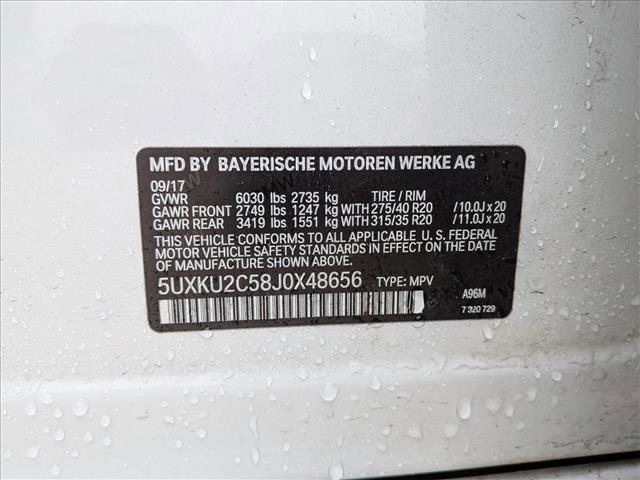 MFD BY BAYERISCHE MOTOREN WERKE AG
09/17
GVWR 6030 lbs 2735 kg TIRE / RIM
GAWR FRONT 2749 lbs 1247 kg WITH 275/40 R20 /10.0J x 20
GAWR REAR 3419 lbs 1551 kg WITH 315/35 R20 /11.0J x 20
THIS VEHICLE CONFORMS TO ALL APPLICABLE U. S. FEDERAL
MOTOR VEHICLE SAFETY STANDARDS IN EFFECT ON THE
DATE OF MANUFACTURE SHOWN ABOVE.
5UXKU2C58J0X48656 TYPE: MPV
A96M
7 320 729